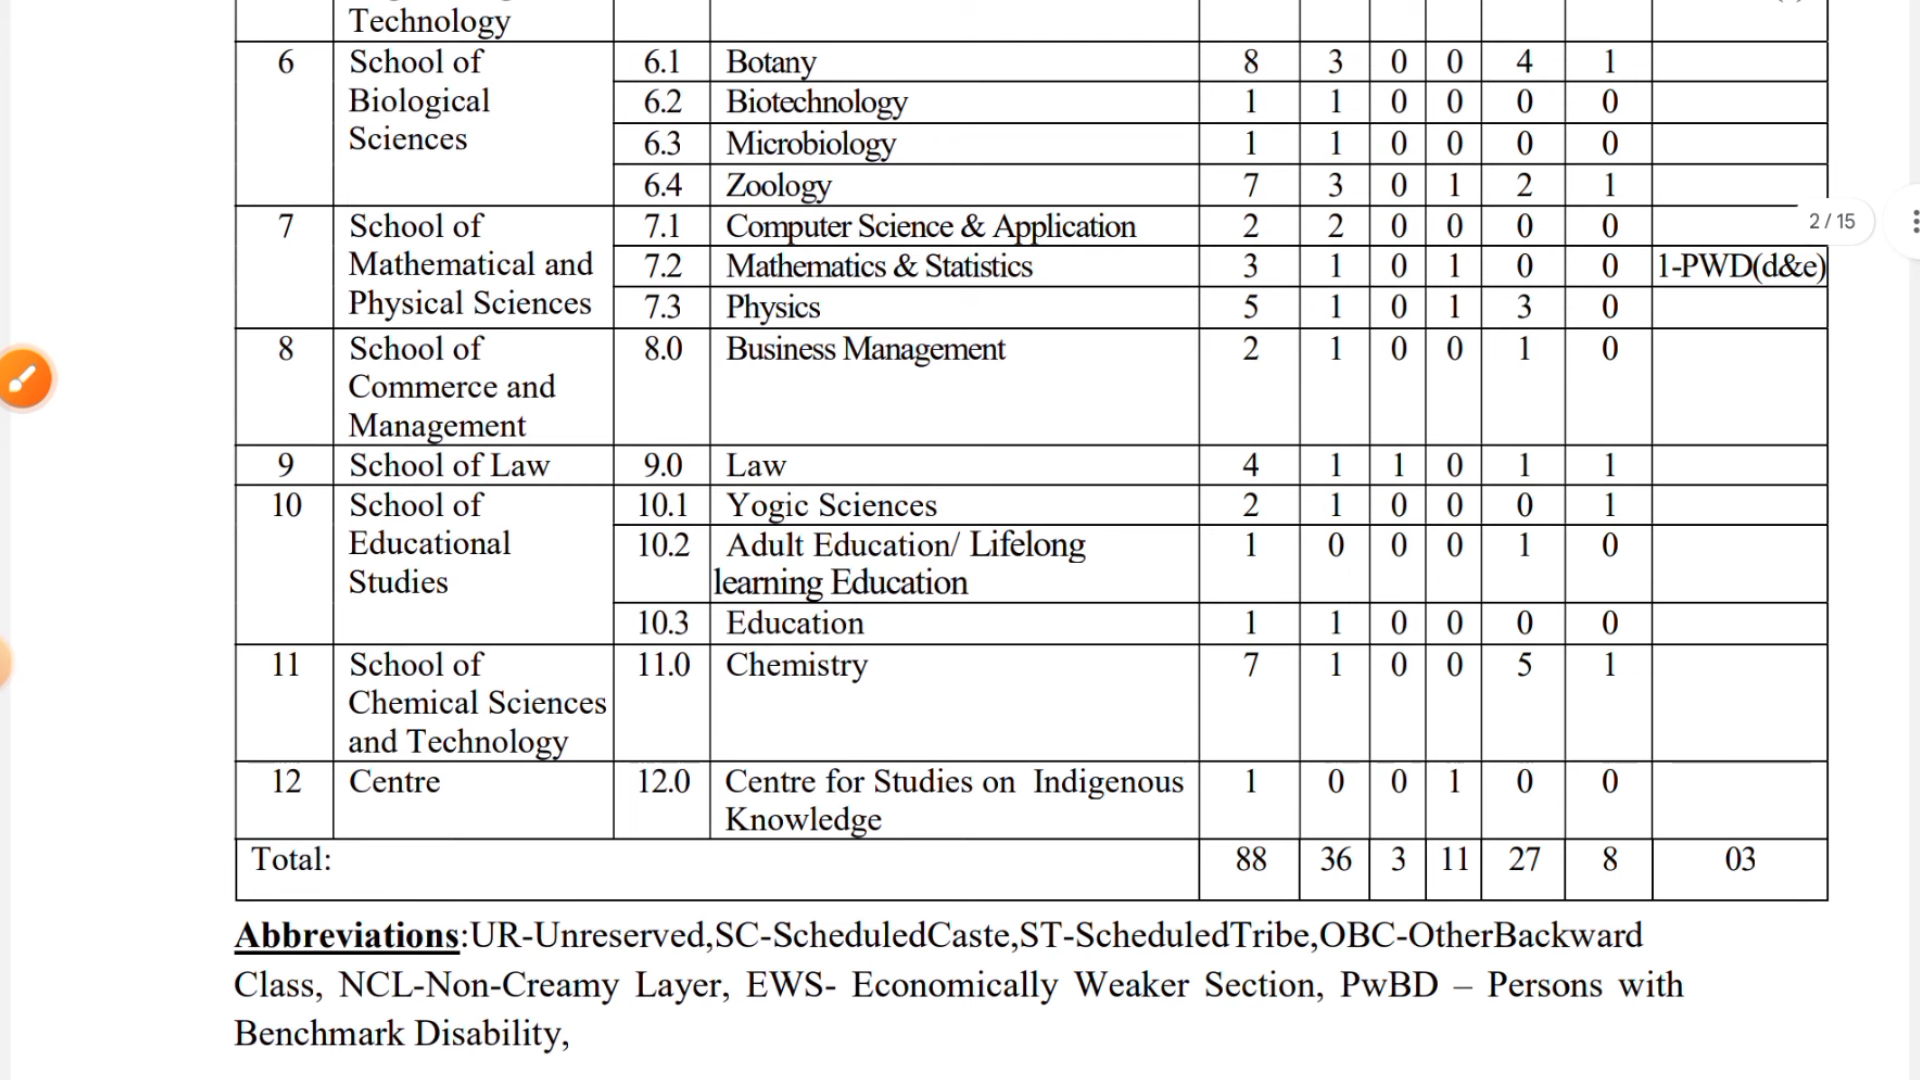 Technology
6 School of Biological Sciences 6.1 Botany 8 3 0 0 4 1
6.2 Biotechnology 1 1 0 0 0 0
6.3 Microbiology 1 1 0 0 0 0
6.4 Zoology 7 3 0 1 2 1
7 School of Mathematical and Physical Sciences 7.1 Computer Science & Application 2 2 0 0 0 0
2 / 15
7.2 Mathematics & Statistics 3 1 0 1 0 0 1-PWD(d&e)
7.3 Physics 5 1 0 1 3 0
8 School of Commerce and Management 8.0 Business Management 2 1 0 0 1 0
9 School of Law 9.0 Law 4 1 1 0 1 1
10 School of Educational Studies 10.1 Yogic Sciences 2 1 0 0 0 1
10.2 Adult Education/ Lifelong learning Education 1 0 0 0 1 0
10.3 Education 1 1 0 0 0 0
11 School of Chemical Sciences and Technology 11.0 Chemistry 7 1 0 0 5 1
12 Centre 12.0 Centre for Studies on Indigenous Knowledge 1 0 0 1 0 0
Total: 88 36 3 11 27 8 03
Abbreviations:UR-Unreserved,SC-ScheduledCaste,ST-ScheduledTribe,OBC-OtherBackward
Class, NCL-Non-Creamy Layer, EWS- Economically Weaker Section, PwBD – Persons with
Benchmark Disability,